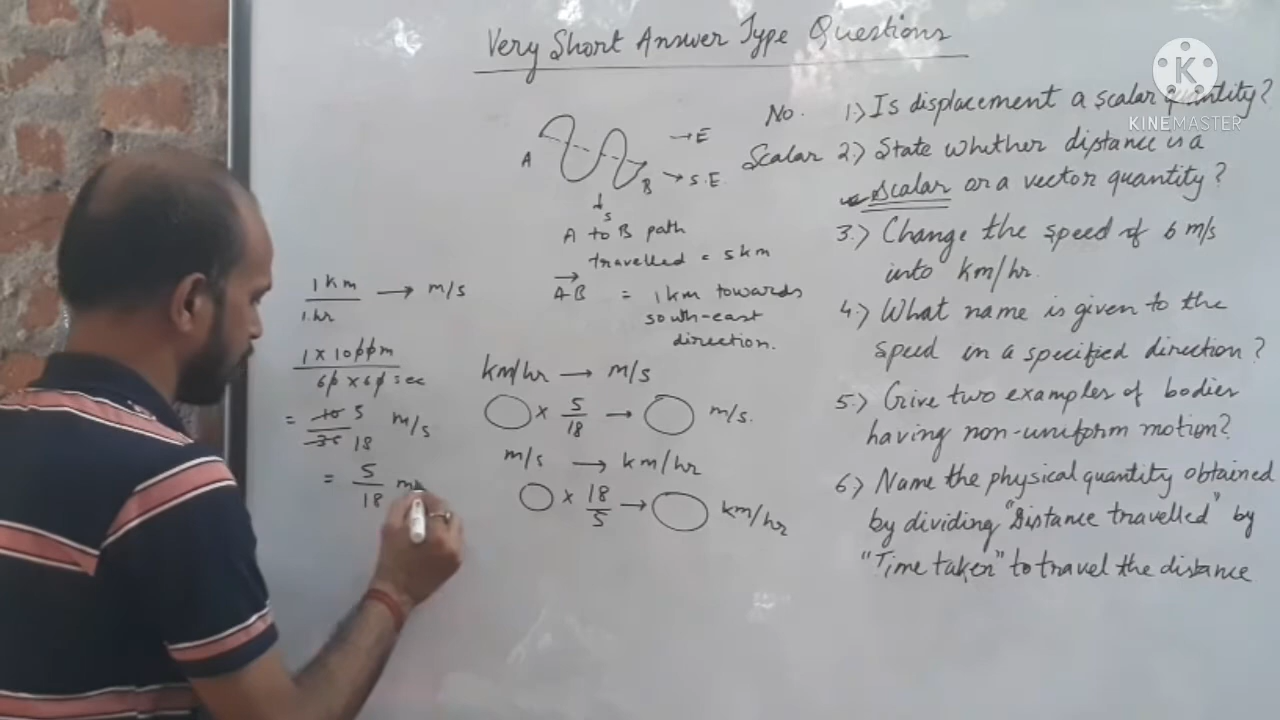 Very Short Answer Type Questions
K
KINEMASTER
No. 1.) Is displacement a scalar quantity?
Scalar 2.) State whether distance is a
scalar or a vector quantity?
3.) Change the speed of 6 m/s
into km/hr.
4.) What name is given to the
speed in a specified direction?
5.) Give two examples of bodies
having non-uniform motion?
6.) Name the physical quantity obtained
by dividing "Distance travelled" by
"Time taken" to travel the distance
A
B
→ E
→ S.E.
↓
s
A to B path
travelled = 5km
AB = 1km towards
south-east
direction.
1 km → m/s
1 hr
1 x 1000 m
60 x 60 sec
= 10 5 m/s
36 18
= 5 m
18
km/hr → m/s
x 5 → m/s.
18
m/s → km/hr
x 18 → km/hr
5